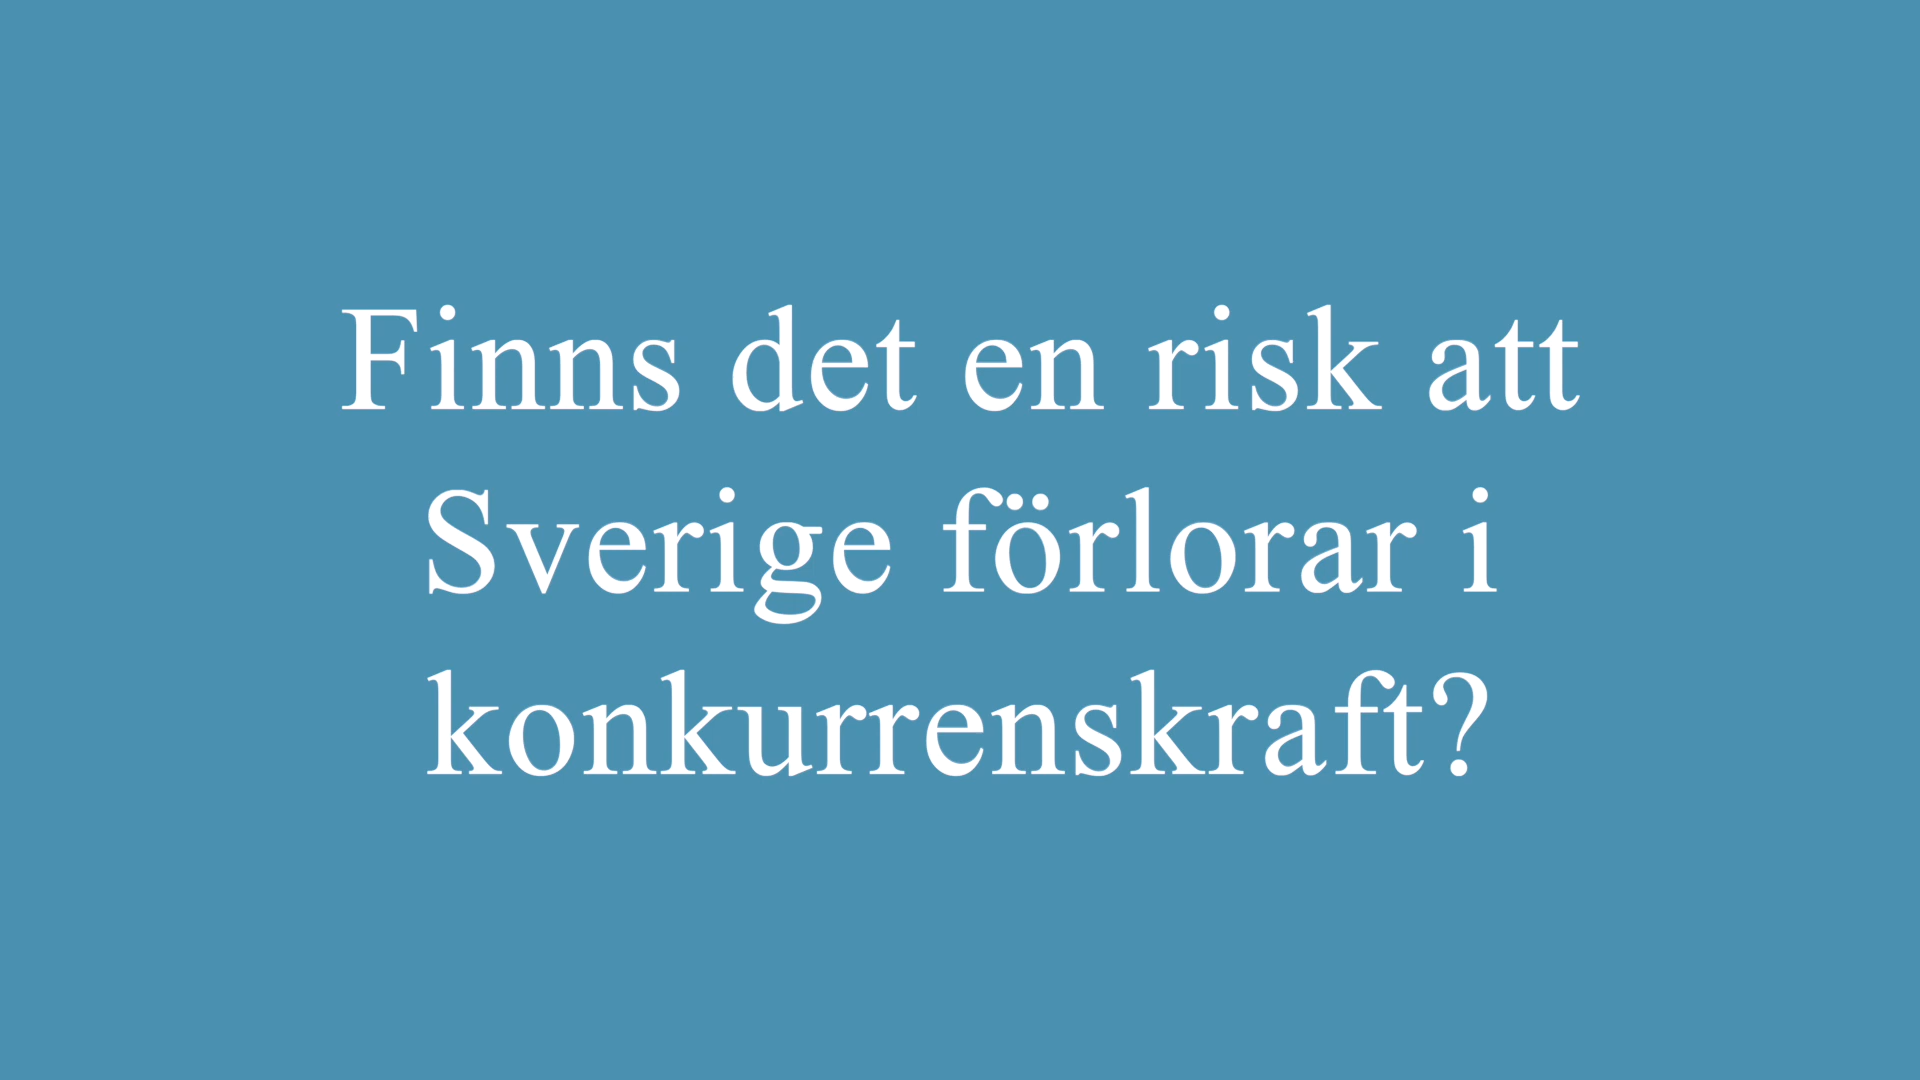 Finns det en risk att
Sverige förlorar i
konkurrenskraft?